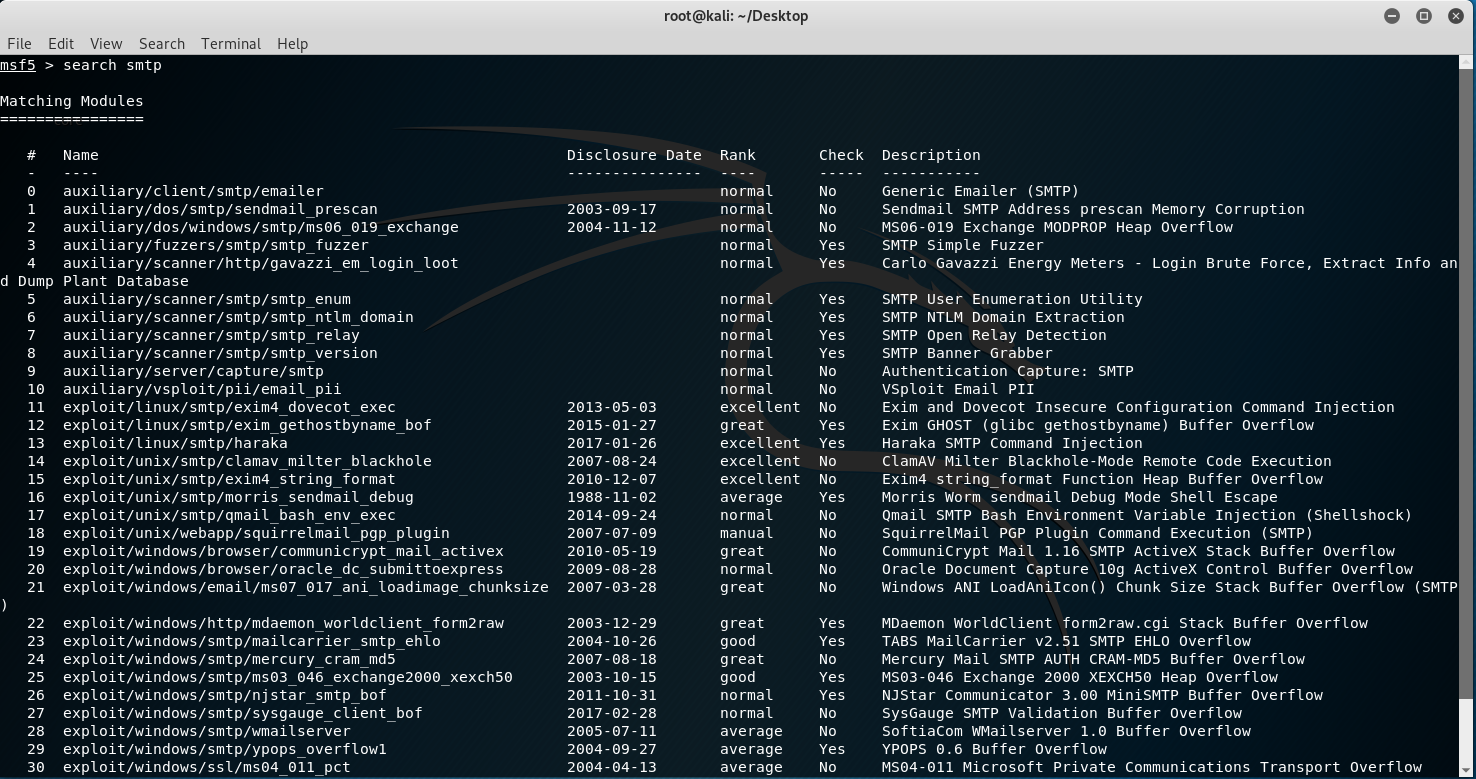 root@kali: ~/Desktop
File Edit View Search Terminal Help
msf5 > search smtp
Matching Modules
================
# Name Disclosure Date Rank Check Description
- ---- --------------- ---- ----- -----------
0 auxiliary/client/smtp/emailer normal No Generic Emailer (SMTP)
1 auxiliary/dos/smtp/sendmail_prescan 2003-09-17 normal No Sendmail SMTP Address prescan Memory Corruption
2 auxiliary/dos/windows/smtp/ms06_019_exchange 2004-11-12 normal No MS06-019 Exchange MODPROP Heap Overflow
3 auxiliary/fuzzers/smtp/smtp_fuzzer normal Yes SMTP Simple Fuzzer
4 auxiliary/scanner/http/gavazzi_em_login_loot normal Yes Carlo Gavazzi Energy Meters - Login Brute Force, Extract Info an
d Dump Plant Database
5 auxiliary/scanner/smtp/smtp_enum normal Yes SMTP User Enumeration Utility
6 auxiliary/scanner/smtp/smtp_ntlm_domain normal Yes SMTP NTLM Domain Extraction
7 auxiliary/scanner/smtp/smtp_relay normal Yes SMTP Open Relay Detection
8 auxiliary/scanner/smtp/smtp_version normal Yes SMTP Banner Grabber
9 auxiliary/server/capture/smtp normal No Authentication Capture: SMTP
10 auxiliary/vsploit/pii/email_pii normal No VSploit Email PII
11 exploit/linux/smtp/exim4_dovecot_exec 2013-05-03 excellent No Exim and Dovecot Insecure Configuration Command Injection
12 exploit/linux/smtp/exim_gethostbyname_bof 2015-01-27 great Yes Exim GHOST (glibc gethostbyname) Buffer Overflow
13 exploit/linux/smtp/haraka 2017-01-26 excellent Yes Haraka SMTP Command Injection
14 exploit/unix/smtp/clamav_milter_blackhole 2007-08-24 excellent No ClamAV Milter Blackhole-Mode Remote Code Execution
15 exploit/unix/smtp/exim4_string_format 2010-12-07 excellent No Exim4 string_format Function Heap Buffer Overflow
16 exploit/unix/smtp/morris_sendmail_debug 1988-11-02 average Yes Morris Worm sendmail Debug Mode Shell Escape
17 exploit/unix/smtp/qmail_bash_env_exec 2014-09-24 normal No Qmail SMTP Bash Environment Variable Injection (Shellshock)
18 exploit/unix/webapp/squirrelmail_pgp_plugin 2007-07-09 manual No SquirrelMail PGP Plugin Command Execution (SMTP)
19 exploit/windows/browser/communicrypt_mail_activex 2010-05-19 great No CommuniCrypt Mail 1.16 SMTP ActiveX Stack Buffer Overflow
20 exploit/windows/browser/oracle_dc_submittoexpress 2009-08-28 normal No Oracle Document Capture 10g ActiveX Control Buffer Overflow
21 exploit/windows/email/ms07_017_ani_loadimage_chunksize 2007-03-28 great No Windows ANI LoadAniIcon() Chunk Size Stack Buffer Overflow (SMTP
)
22 exploit/windows/http/mdaemon_worldclient_form2raw 2003-12-29 great Yes MDaemon WorldClient form2raw.cgi Stack Buffer Overflow
23 exploit/windows/smtp/mailcarrier_smtp_ehlo 2004-10-26 good Yes TABS MailCarrier v2.51 SMTP EHLO Overflow
24 exploit/windows/smtp/mercury_cram_md5 2007-08-18 great No Mercury Mail SMTP AUTH CRAM-MD5 Buffer Overflow
25 exploit/windows/smtp/ms03_046_exchange2000_xexch50 2003-10-15 good Yes MS03-046 Exchange 2000 XEXCH50 Heap Overflow
26 exploit/windows/smtp/njstar_smtp_bof 2011-10-31 normal Yes NJStar Communicator 3.00 MiniSMTP Buffer Overflow
27 exploit/windows/smtp/sysgauge_client_bof 2017-02-28 normal No SysGauge SMTP Validation Buffer Overflow
28 exploit/windows/smtp/wmailserver 2005-07-11 average No SoftiaCom WMailserver 1.0 Buffer Overflow
29 exploit/windows/smtp/ypops_overflow1 2004-09-27 average Yes YPOPS 0.6 Buffer Overflow
30 exploit/windows/ssl/ms04_011_pct 2004-04-13 average No MS04-011 Microsoft Private Communications Transport Overflow